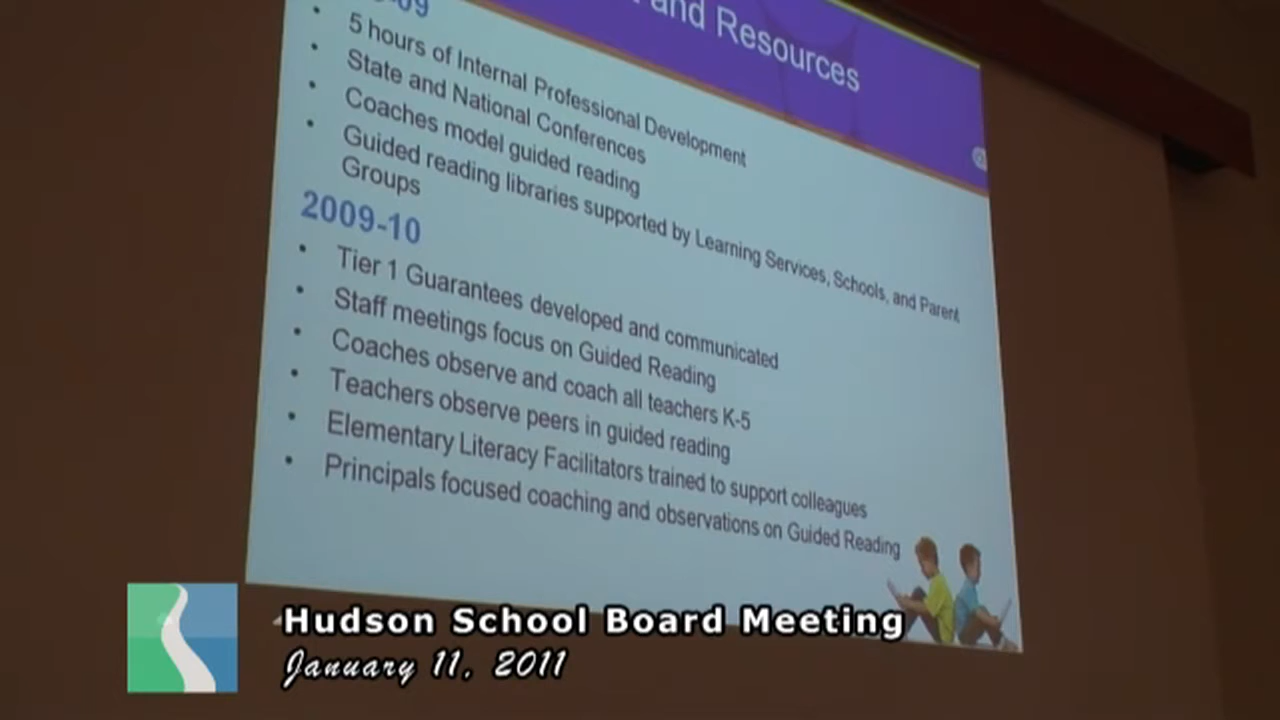 and Resources
5 hours of Internal Professional Development
State and National Conferences
Coaches model guided reading
Guided reading libraries supported by Learning Services, Schools, and Parent
Groups
2009-10
Tier 1 Guarantees developed and communicated
Staff meetings focus on Guided Reading
Coaches observe and coach all teachers K-5
Teachers observe peers in guided reading
Elementary Literacy Facilitators trained to support colleagues
Principals focused coaching and observations on Guided Reading
Hudson School Board Meeting
January 11, 2011